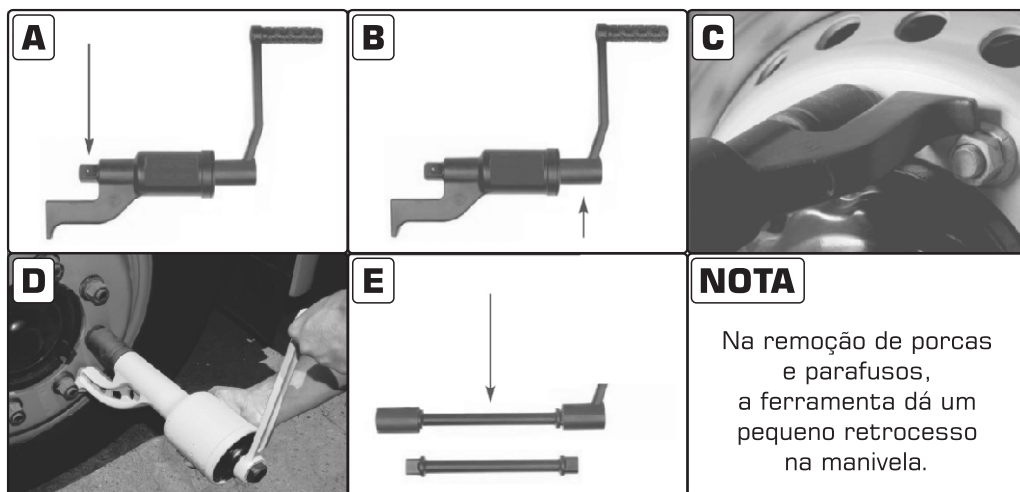 A
B
C
D
E
NOTA
Na remoção de porcas
e parafusos,
a ferramenta dá um
pequeno retrocesso
na manivela.